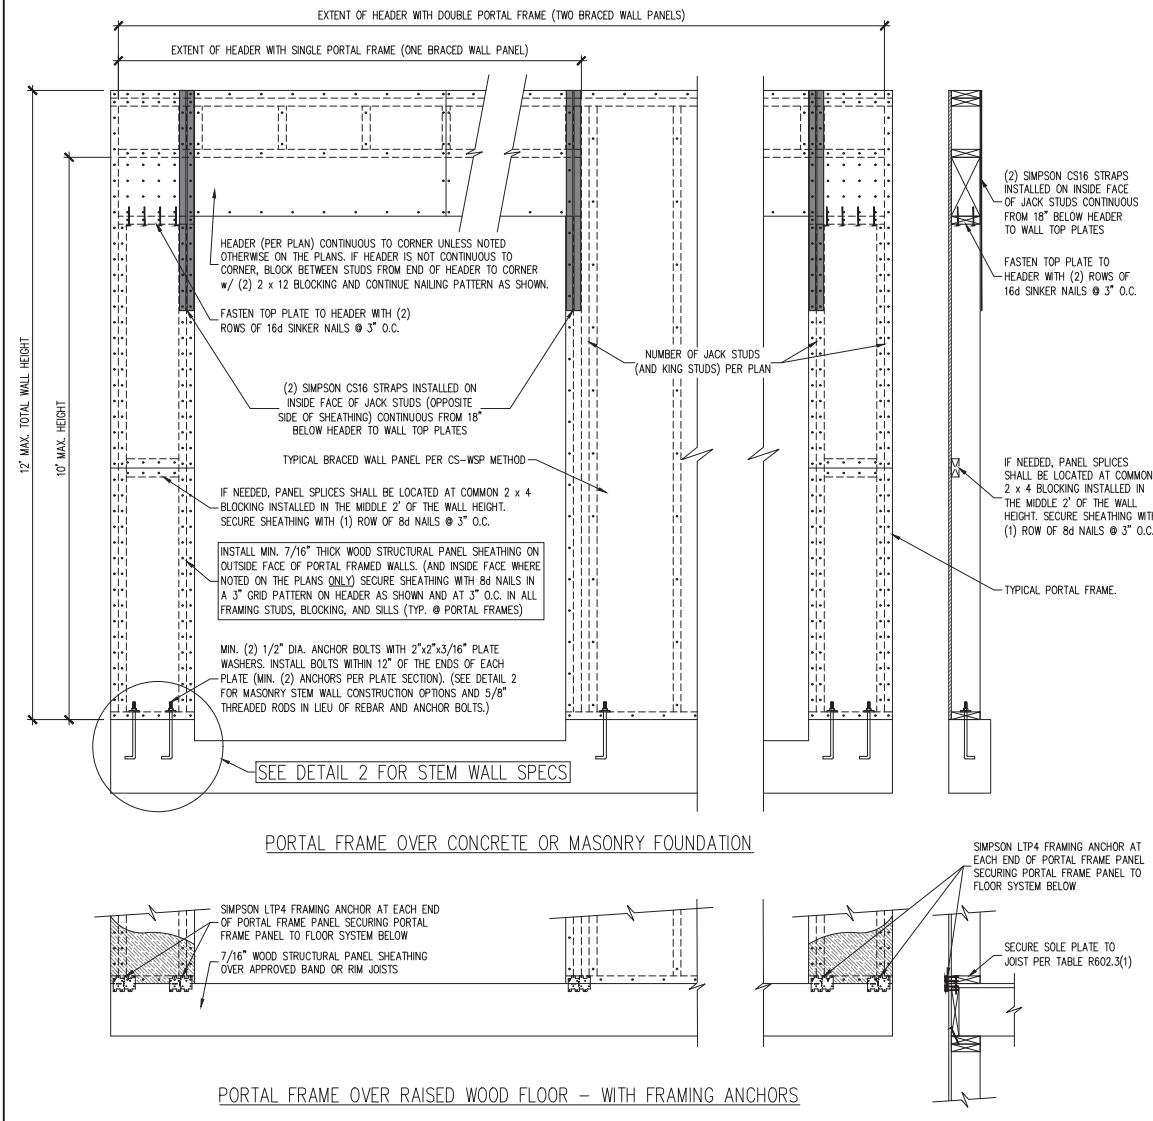 EXTENT OF HEADER WITH DOUBLE PORTAL FRAME (TWO BRACED WALL PANELS)
EXTENT OF HEADER WITH SINGLE PORTAL FRAME (ONE BRACED WALL PANEL)
12' MAX. TOTAL WALL HEIGHT
10' MAX. HEIGHT
HEADER (PER PLAN) CONTINUOUS TO CORNER UNLESS NOTED
OTHERWISE ON THE PLANS. IF HEADER IS NOT CONTINUOUS TO
CORNER, BLOCK BETWEEN STUDS FROM END OF HEADER TO CORNER
w/ (2) 2 x 12 BLOCKING AND CONTINUE NAILING PATTERN AS SHOWN.
FASTEN TOP PLATE TO HEADER WITH (2)
ROWS OF 16d SINKER NAILS @ 3" O.C.
NUMBER OF JACK STUDS
(AND KING STUDS) PER PLAN
(2) SIMPSON CS16 STRAPS INSTALLED ON
INSIDE FACE OF JACK STUDS (OPPOSITE
SIDE OF SHEATHING) CONTINUOUS FROM 18"
BELOW HEADER TO WALL TOP PLATES
TYPICAL BRACED WALL PANEL PER CS-WSP METHOD
IF NEEDED, PANEL SPLICES SHALL BE LOCATED AT COMMON 2 x 4
BLOCKING INSTALLED IN THE MIDDLE 2' OF THE WALL HEIGHT.
SECURE SHEATHING WITH (1) ROW OF 8d NAILS @ 3" O.C.
INSTALL MIN. 7/16" THICK WOOD STRUCTURAL PANEL SHEATHING ON
OUTSIDE FACE OF PORTAL FRAMED WALLS. (AND INSIDE FACE WHERE
NOTED ON THE PLANS ONLY) SECURE SHEATHING WITH 8d NAILS IN
A 3" GRID PATTERN ON HEADER AS SHOWN AND AT 3" O.C. IN ALL
FRAMING STUDS, BLOCKING, AND SILLS (TYP. @ PORTAL FRAMES)
MIN. (2) 1/2" DIA. ANCHOR BOLTS WITH 2"x2"x3/16" PLATE
WASHERS. INSTALL BOLTS WITHIN 12" OF THE ENDS OF EACH
PLATE (MIN. (2) ANCHORS PER PLATE SECTION). (SEE DETAIL 2
FOR MASONRY STEM WALL CONSTRUCTION OPTIONS AND 5/8"
THREADED RODS IN LIEU OF REBAR AND ANCHOR BOLTS.)
SEE DETAIL 2 FOR STEM WALL SPECS
(2) SIMPSON CS16 STRAPS
INSTALLED ON INSIDE FACE
OF JACK STUDS CONTINUOUS
FROM 18" BELOW HEADER
TO WALL TOP PLATES
FASTEN TOP PLATE TO
HEADER WITH (2) ROWS OF
16d SINKER NAILS @ 3" O.C.
IF NEEDED, PANEL SPLICES
SHALL BE LOCATED AT COMMON
2 x 4 BLOCKING INSTALLED IN
THE MIDDLE 2' OF THE WALL
HEIGHT. SECURE SHEATHING WITH
(1) ROW OF 8d NAILS @ 3" O.C.
TYPICAL PORTAL FRAME.
PORTAL FRAME OVER CONCRETE OR MASONRY FOUNDATION
SIMPSON LTP4 FRAMING ANCHOR AT EACH END
OF PORTAL FRAME PANEL SECURING PORTAL
FRAME PANEL TO FLOOR SYSTEM BELOW
7/16" WOOD STRUCTURAL PANEL SHEATHING
OVER APPROVED BAND OR RIM JOISTS
SIMPSON LTP4 FRAMING ANCHOR AT
EACH END OF PORTAL FRAME PANEL
SECURING PORTAL FRAME PANEL TO
FLOOR SYSTEM BELOW
SECURE SOLE PLATE TO
JOIST PER TABLE R602.3(1)
PORTAL FRAME OVER RAISED WOOD FLOOR - WITH FRAMING ANCHORS